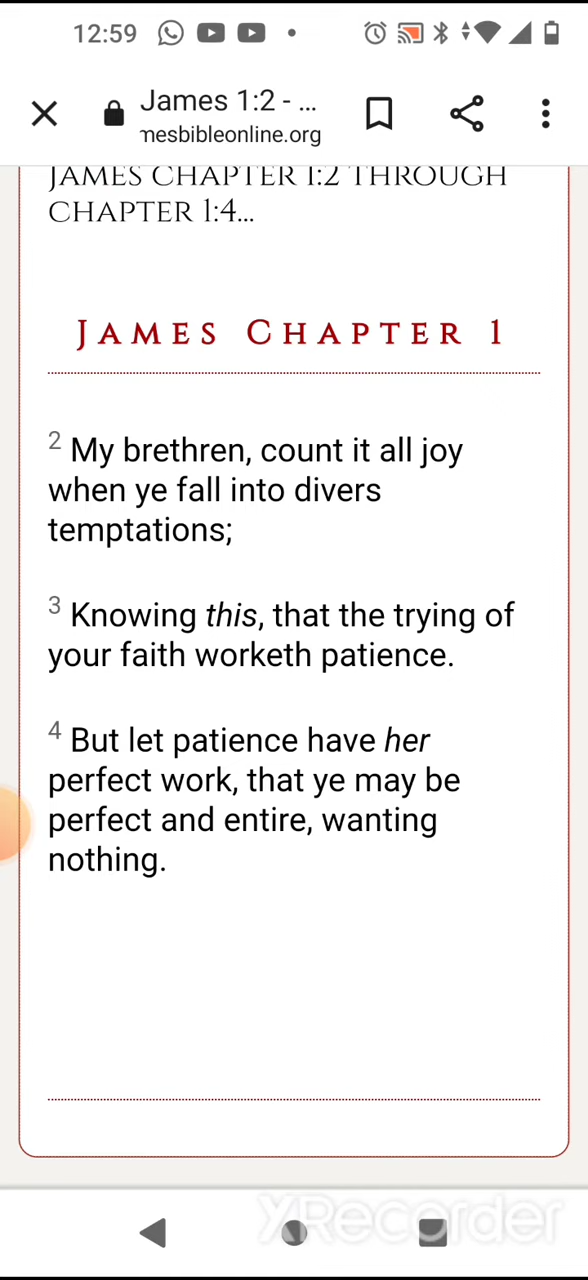 12:59
James 1:2 - ...
mesbibleonline.org
JAMES CHAPTER 1:2 THROUGH
CHAPTER 1:4...
JAMES CHAPTER 1
2 My brethren, count it all joy
when ye fall into divers
temptations;
3 Knowing this, that the trying of
your faith worketh patience.
4 But let patience have her
perfect work, that ye may be
perfect and entire, wanting
nothing.
XRecorder